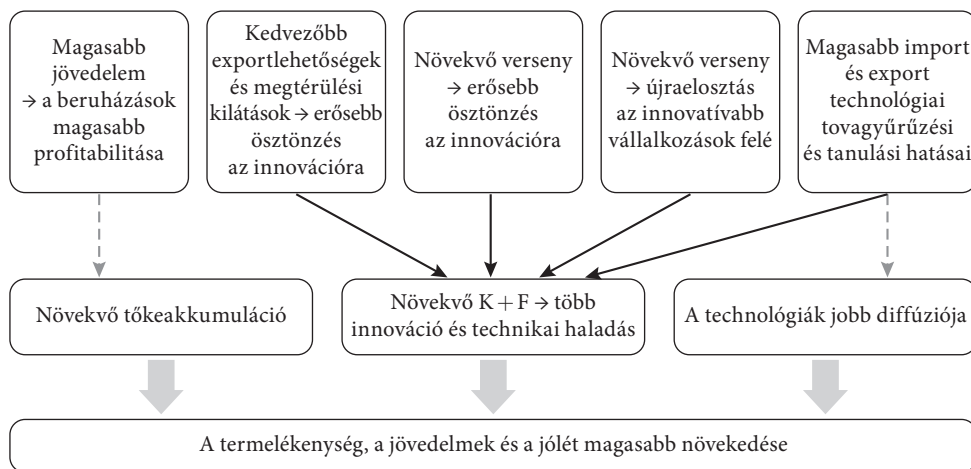 Magasabb
jövedelem
→ a beruházások
magasabb
profitabilitása
Kedvezőbb
exportlehetőségek
és megtérülési
kilátások → erősebb
ösztönzés
az innovációra
Növekvő verseny
→ erősebb
ösztönzés
az innovációra
Növekvő verseny
→ újraelosztás
az innovatívabb
vállalkozások felé
Magasabb import
és export
technológiai
tovagyűrűzési
és tanulási hatásai
Növekvő tőkeakkumuláció
Növekvő K + F → több
innováció és technikai haladás
A technológiák jobb diffúziója
A termelékenység, a jövedelmek és a jólét magasabb növekedése